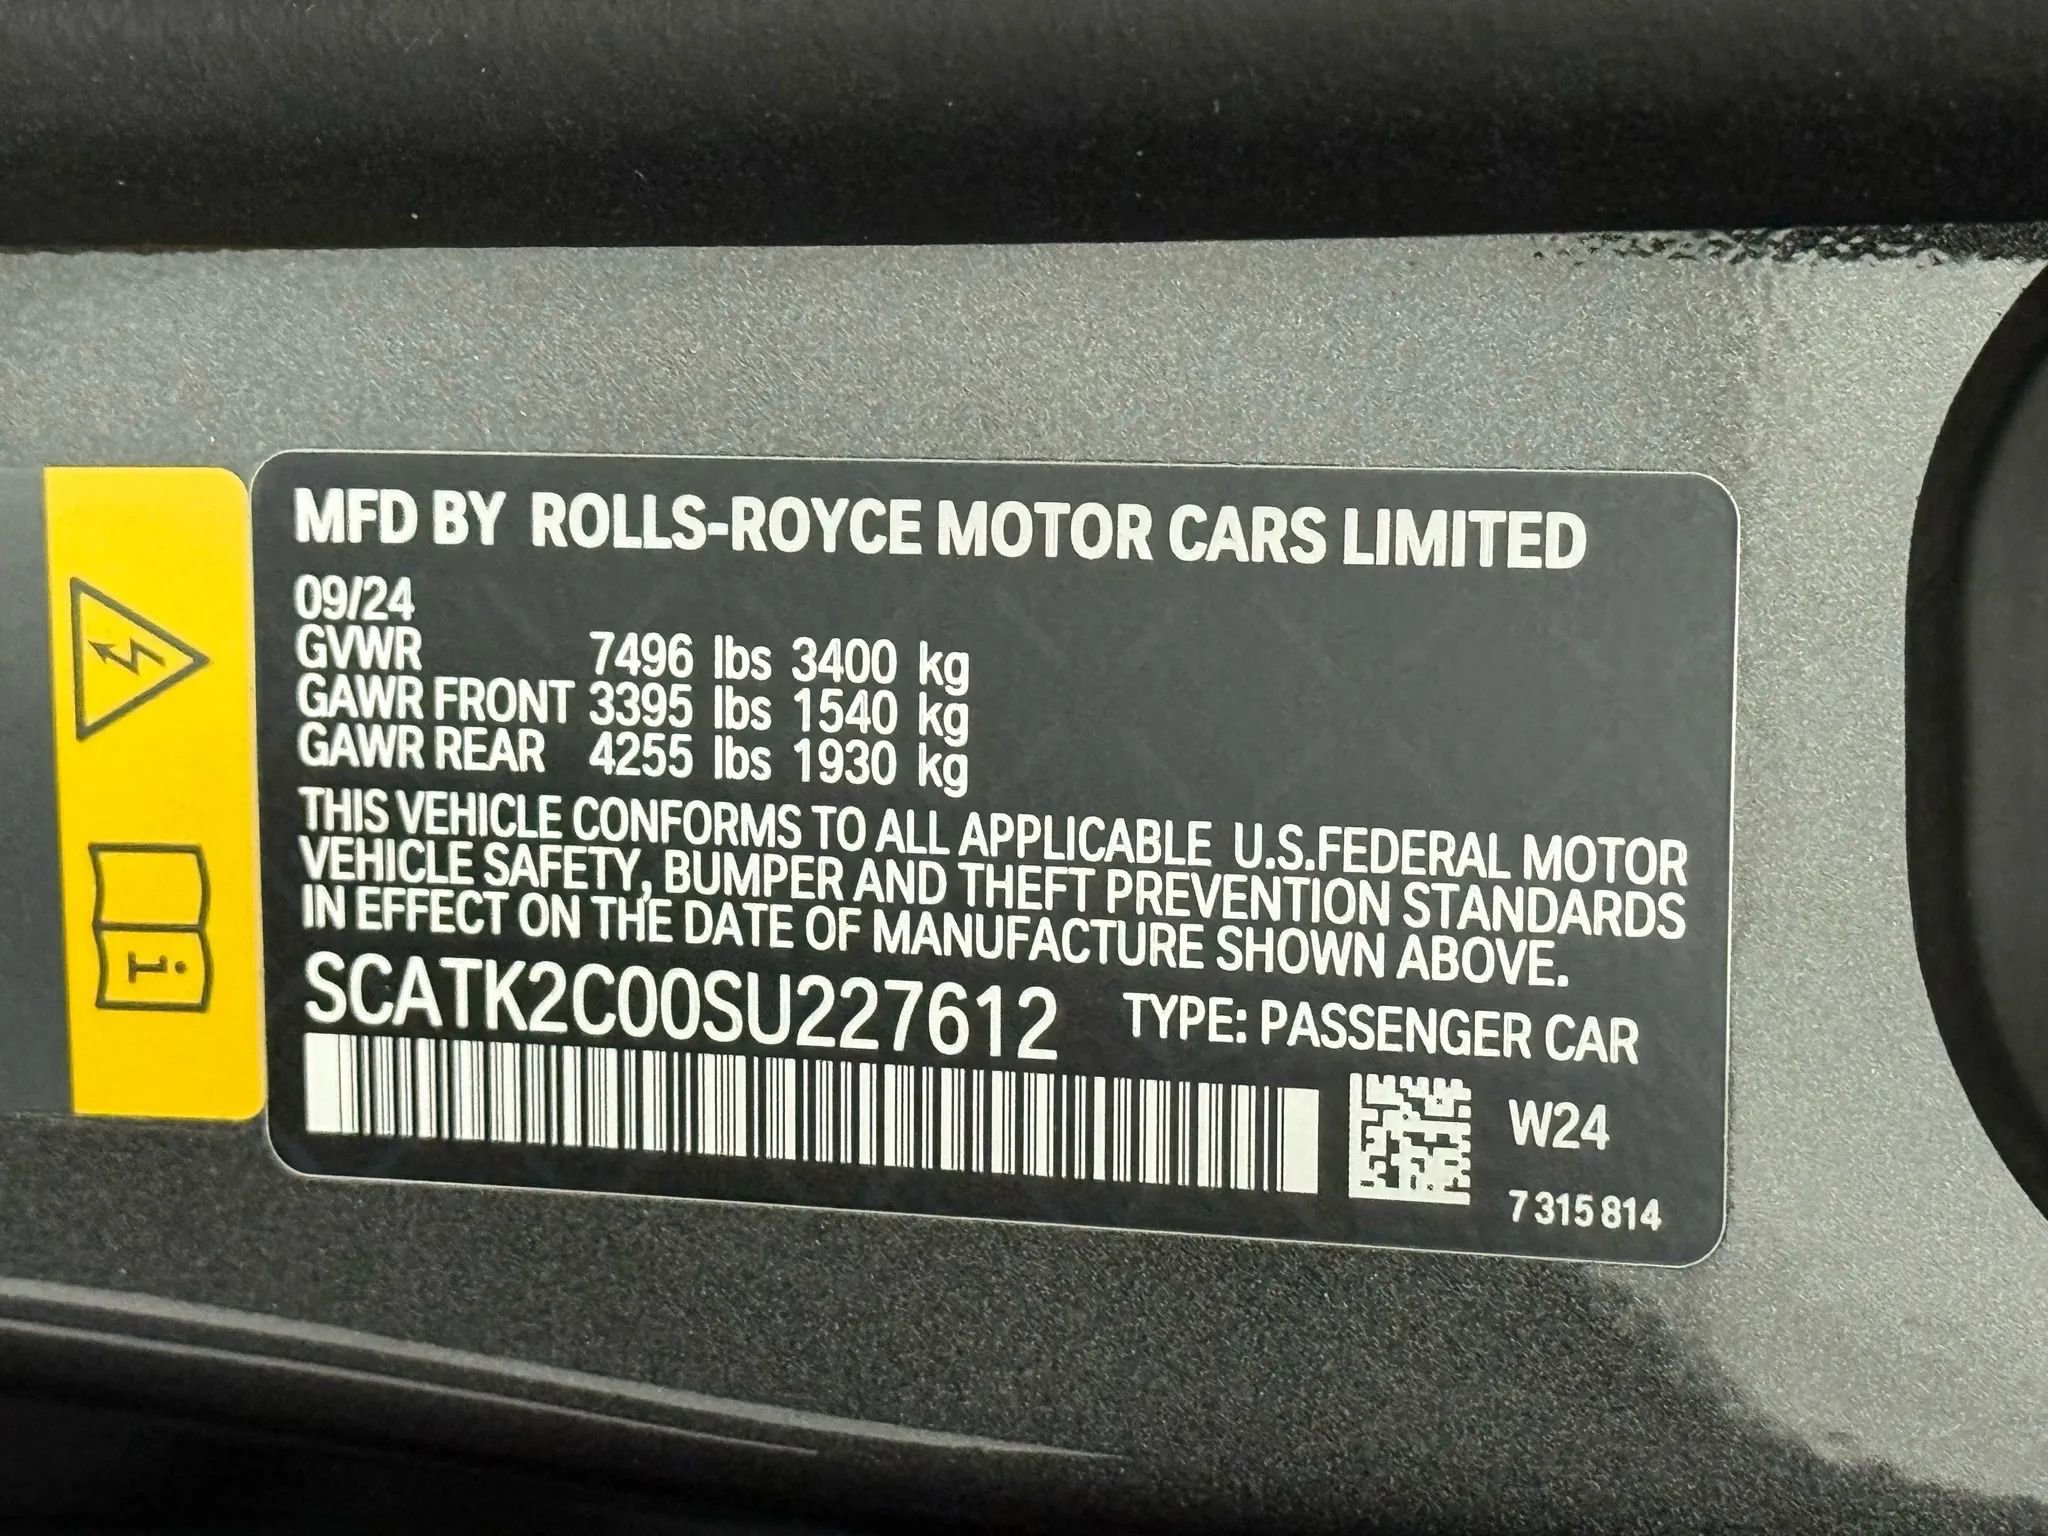 MFD BY ROLLS-ROYCE MOTOR CARS LIMITED
09/24
GVWR 7496 lbs 3400 kg
GAWR FRONT 3395 lbs 1540 kg
GAWR REAR 4255 lbs 1930 kg
THIS VEHICLE CONFORMS TO ALL APPLICABLE U.S.FEDERAL MOTOR
VEHICLE SAFETY, BUMPER AND THEFT PREVENTION STANDARDS
IN EFFECT ON THE DATE OF MANUFACTURE SHOWN ABOVE.
SCATK2C00SU227612 TYPE: PASSENGER CAR
W24
7 315 814
i